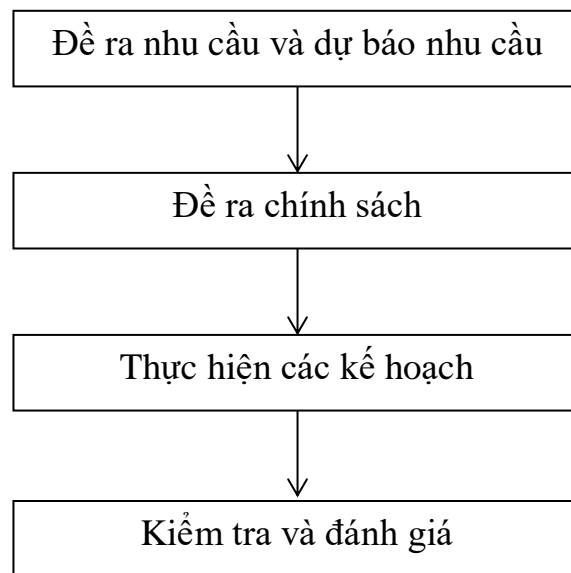 Đề ra nhu cầu và dự báo nhu cầu
Đề ra chính sách
Thực hiện các kế hoạch
Kiểm tra và đánh giá